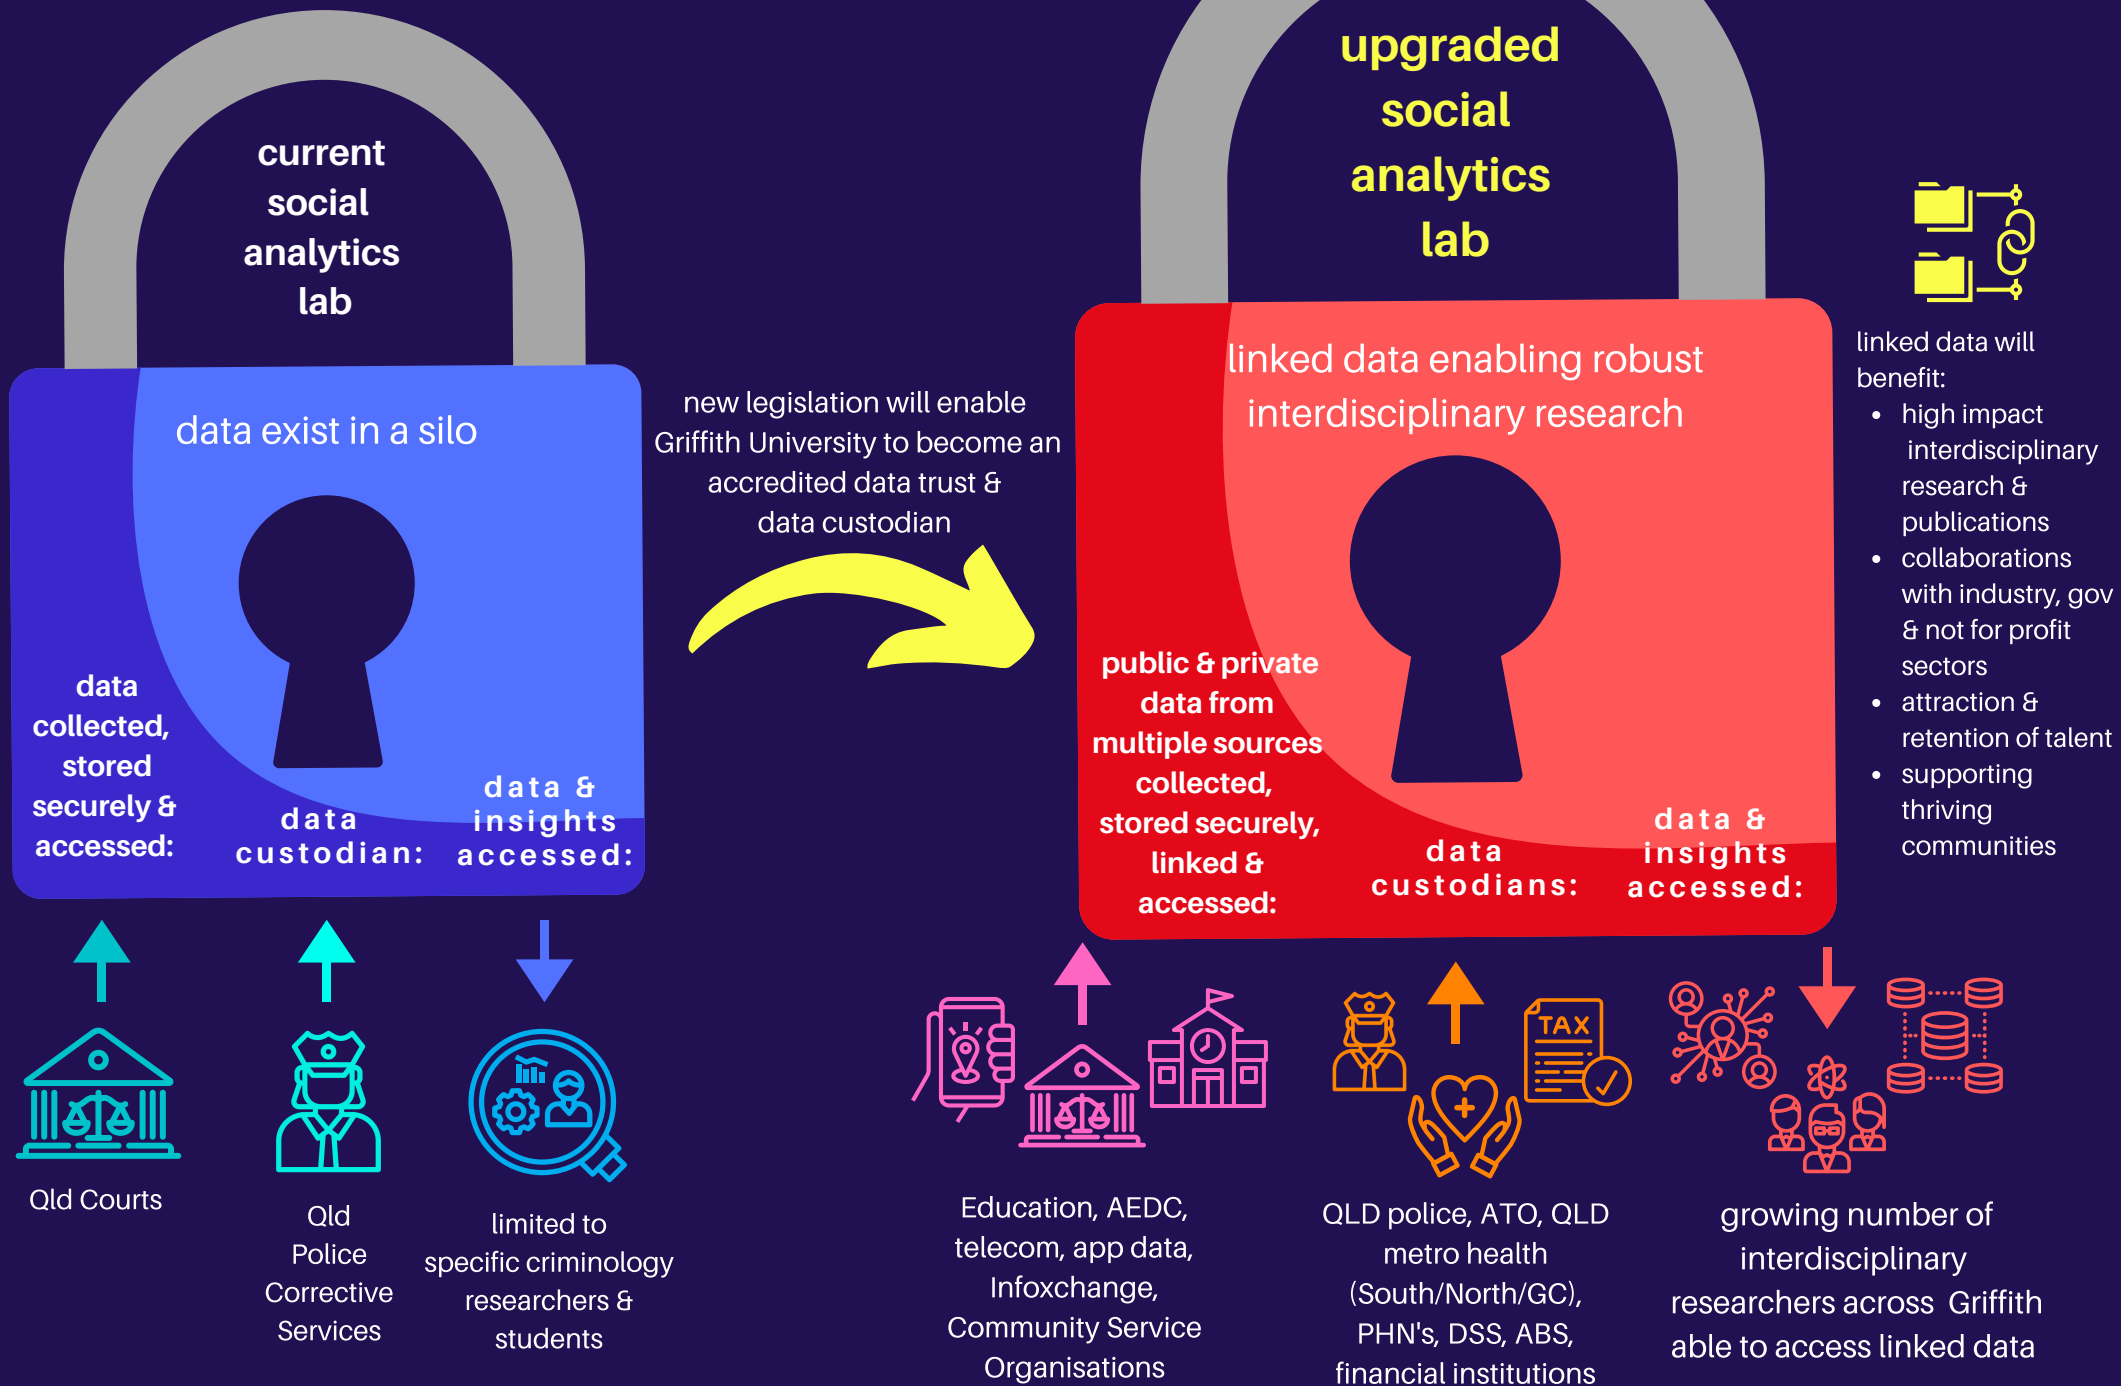 current
social
analytics
lab
data exist in a silo
data
collected,
stored
securely &
accessed:
data
custodian:
data &
insights
accessed:
Qld Courts
Qld
Police
Corrective
Services
limited to
specific criminology
researchers &
students
new legislation will enable
Griffith University to become an
accredited data trust &
data custodian
upgraded
social
analytics
lab
linked data enabling robust
interdisciplinary research
public & private
data from
multiple sources
collected,
stored securely,
linked &
accessed:
data
custodians:
data &
insights
accessed:
TAX
Education, AEDC,
telecom, app data,
Infoxchange,
Community Service
Organisations
QLD police, ATO, QLD
metro health
(South/North/GC),
PHN's, DSS, ABS,
financial institutions
growing number of
interdisciplinary
researchers across Griffith
able to access linked data
linked data will
benefit:
• high impact
interdisciplinary
research &
publications
• collaborations
with industry, gov
& not for profit
sectors
• attraction &
retention of talent
• supporting
thriving
communities